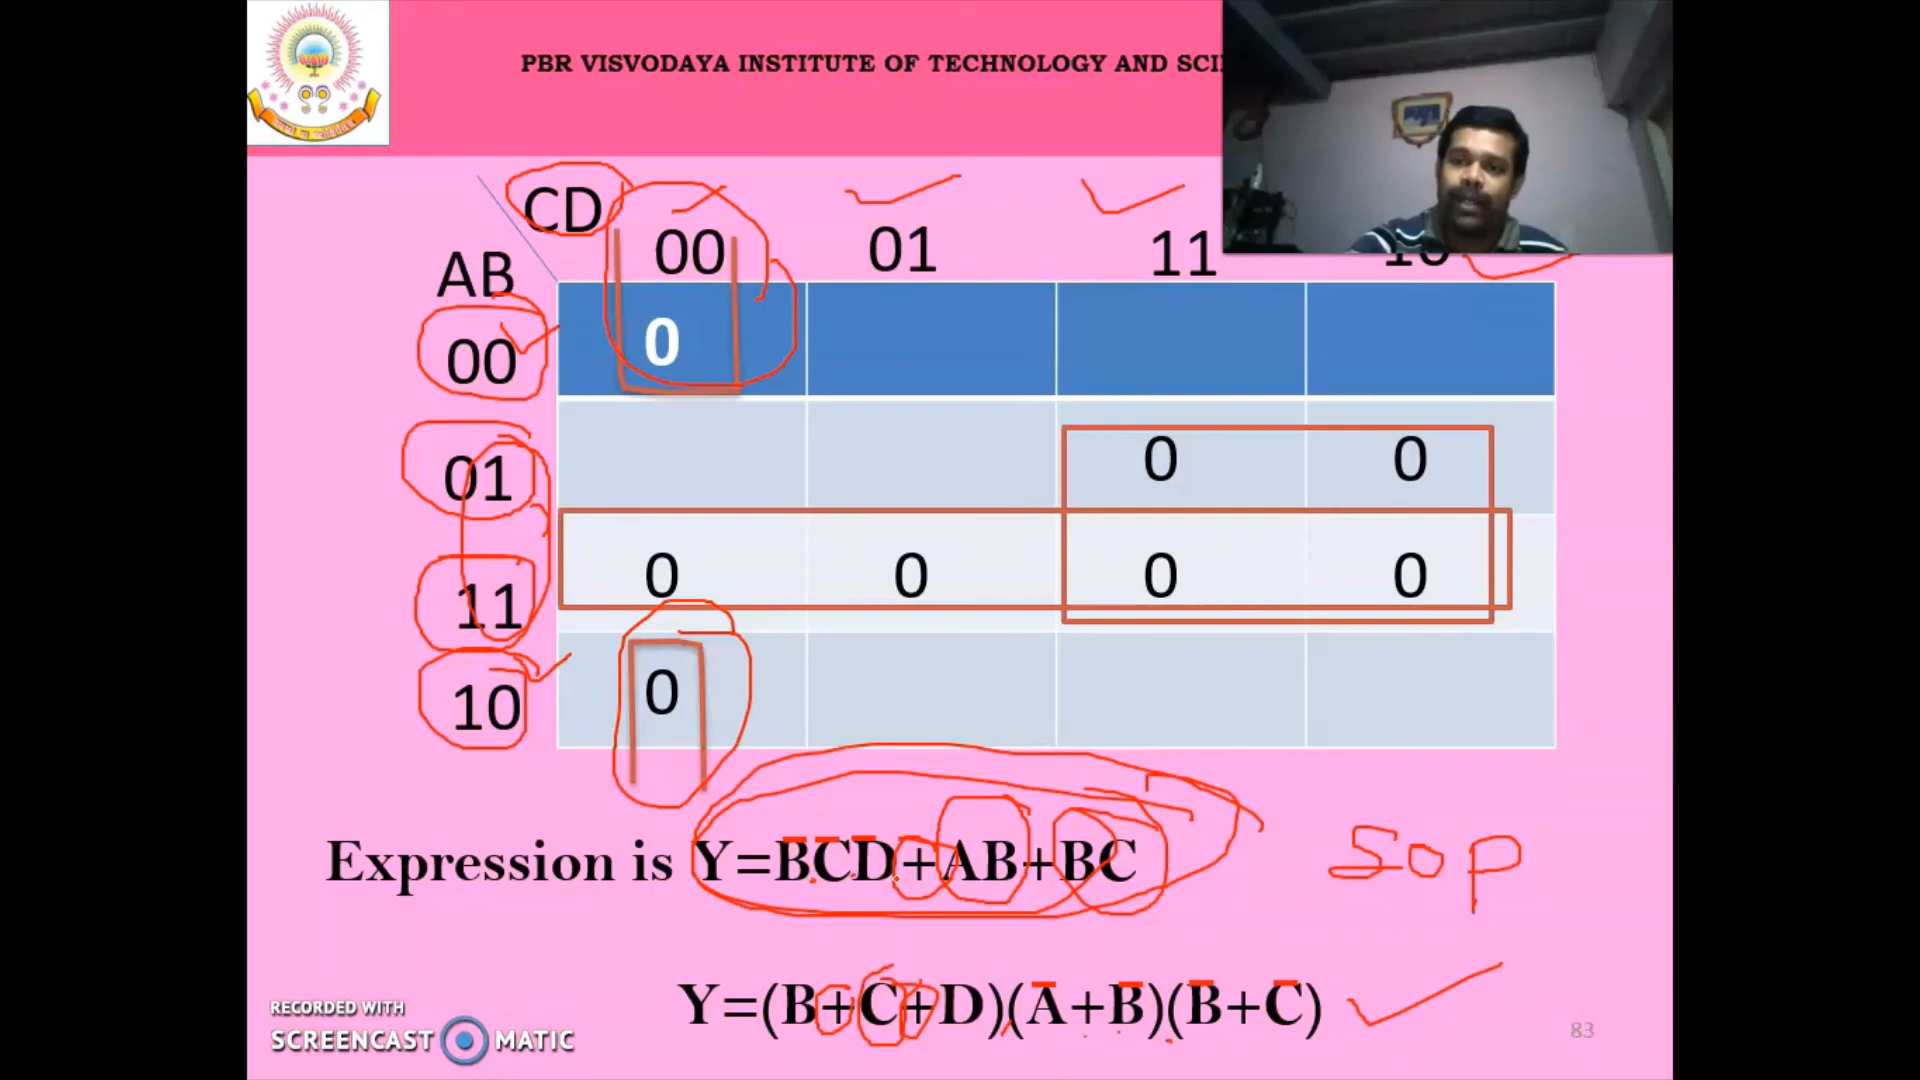 PBR VISVODAYA INSTITUTE OF TECHNOLOGY AND SCI
CD
00 01 11 10
AB
00 0
01 0 0
11 0 0 0 0
10 0
Expression is Y=B̅C̅D̅+AB+BC
SOP
Y=(B+C+D)(A̅+B̅)(B̅+C̅)
RECORDED WITH
SCREENCAST MATIC
83